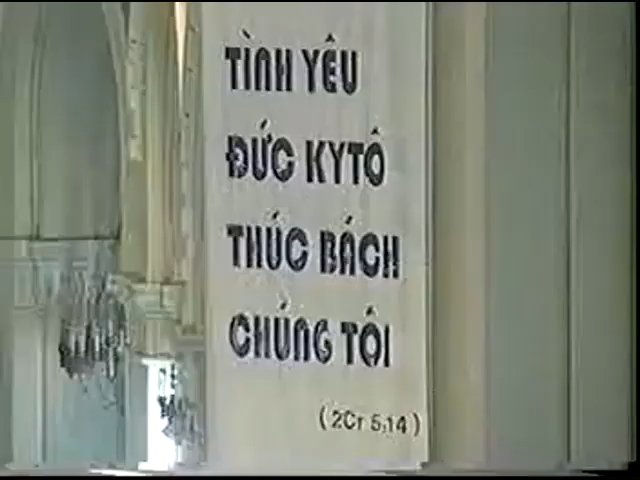 TÌNH YÊU
ĐỨC KYTÔ
THÚC BÁCH
CHÚNG TÔI
(2Cr 5,14)